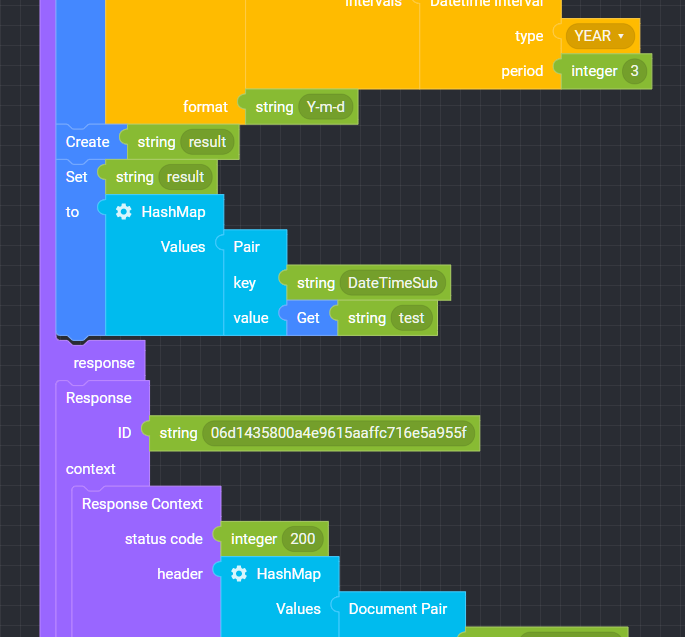 intervals Datetime Interval
type YEAR
period integer 3
format string Y-m-d
Create string result
Set string result
to HashMap
Values Pair
key string DateTimeSub
value Get string test
response
Response
ID string 06d1435800a4e9615aaffc716e5a955f
context
Response Context
status code integer 200
header HashMap
Values Document Pair